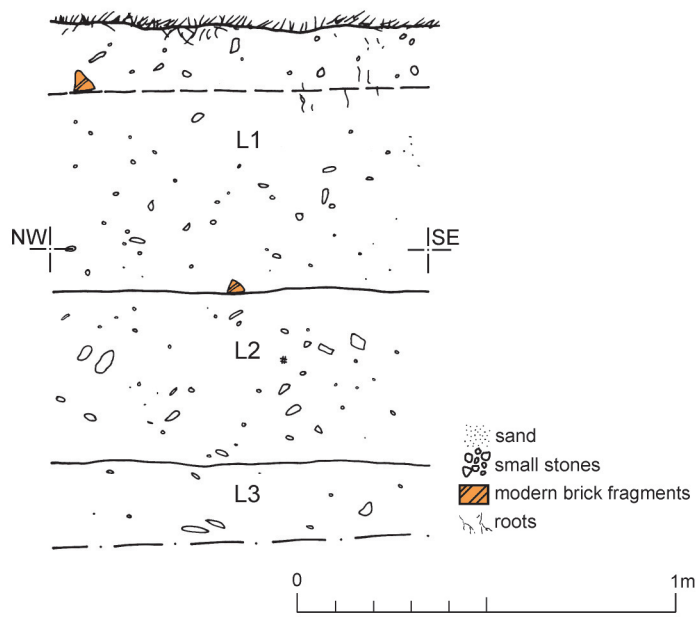 L1
NW SE
L2
sand
small stones
L3
modern brick fragments
roots
0 1m